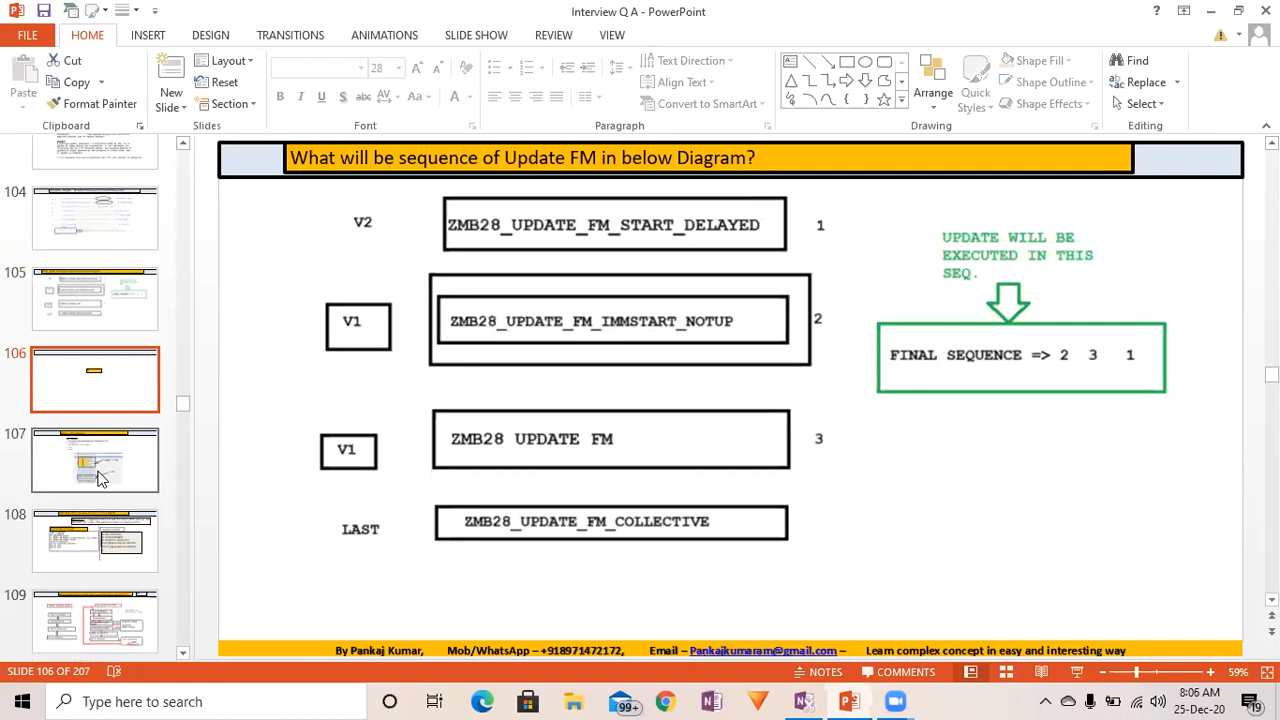 Interview Q A - PowerPoint
FILE HOME INSERT DESIGN TRANSITIONS ANIMATIONS SLIDE SHOW REVIEW VIEW
Paste
Cut
Copy
Format Painter
Clipboard
New
Slide
Layout
Reset
Section
Slides
28
Font
Text Direction
Align Text
Convert to SmartArt
Paragraph
Arrange
Quick
Styles
Shape Fill
Shape Outline
Shape Effects
Drawing
Find
Replace
Select
Editing
104
105
106
107
108
109
What will be sequence of Update FM in below Diagram?
V2 ZMB28_UPDATE_FM_START_DELAYED 1
V1 ZMB28_UPDATE_FM_IMMSTART_NOTUP 2
V1 ZMB28 UPDATE FM 3
LAST ZMB28_UPDATE_FM_COLLECTIVE
UPDATE WILL BE
EXECUTED IN THIS
SEQ.
FINAL SEQUENCE => 2 3 1
By Pankaj Kumar, Mob/WhatsApp – +918971472172, Email – Pankajkumaram@gmail.com – Learn complex concept in easy and interesting way
SLIDE 106 OF 207 NOTES COMMENTS 59%
Type here to search
99+
8:06 AM
25-Dec-20
19